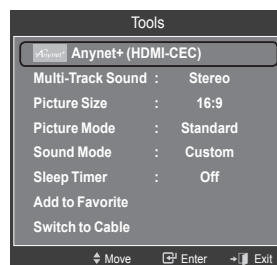 Tools
Anynet+ Anynet+ (HDMI-CEC)
Multi-Track Sound : Stereo
Picture Size : 16:9
Picture Mode : Standard
Sound Mode : Custom
Sleep Timer : Off
Add to Favorite
Switch to Cable
Move Enter Exit